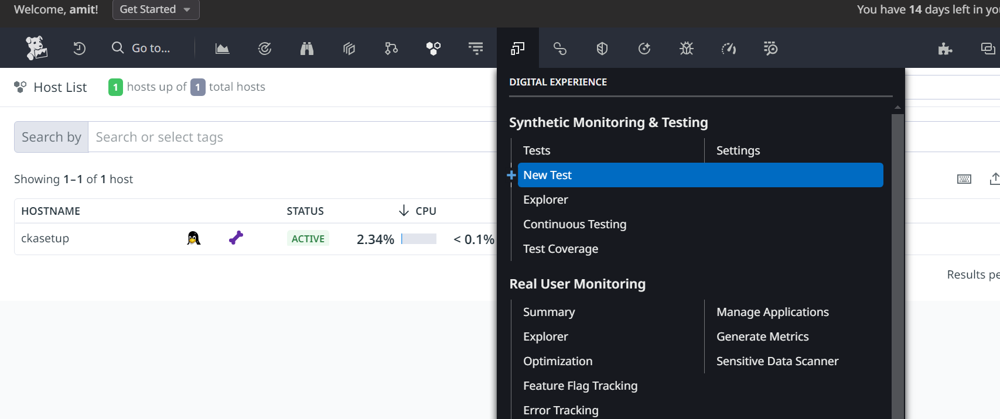 Welcome, amit! Get Started You have 14 days left in yo
Go to...
Host List 1 hosts up of 1 total hosts
Search by Search or select tags
Showing 1–1 of 1 host
HOSTNAME STATUS CPU
ckasetup ACTIVE 2.34% < 0.1%
Results pe
DIGITAL EXPERIENCE
Synthetic Monitoring & Testing
Tests Settings
New Test
Explorer
Continuous Testing
Test Coverage
Real User Monitoring
Summary Manage Applications
Explorer Generate Metrics
Optimization Sensitive Data Scanner
Feature Flag Tracking
Error Tracking